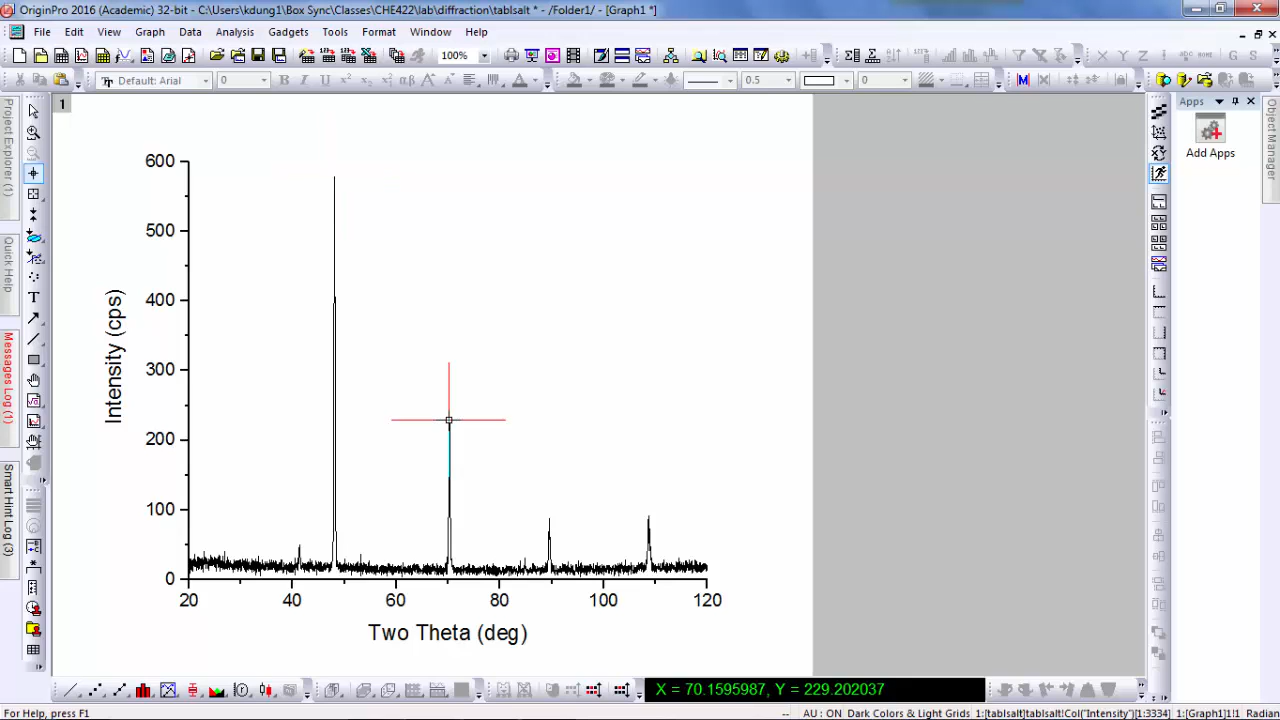 OriginPro 2016 (Academic) 32-bit - C:\Users\kdung1\Box Sync\Classes\CHE422\lab\diffraction\tablsalt * - /Folder1/ - [Graph1 *]
File Edit View Graph Data Analysis Gadgets Tools Format Window Help
100%
Default: Arial 0 B I U 0.5 0
1
Project Explorer (1)
Quick Help
Messages Log (1)
Smart Hint Log (3)
Apps
Add Apps
Object Manager
600
500
400
300
200
100
0
Intensity (cps)
20 40 60 80 100 120
Two Theta (deg)
X = 70.1595987, Y = 229.202037
For Help, press F1
-- AU : ON Dark Colors & Light Grids 1:[tablsalt]tablsalt!Col("Intensity")[1:3334] 1:[Graph1]1!1 Radian